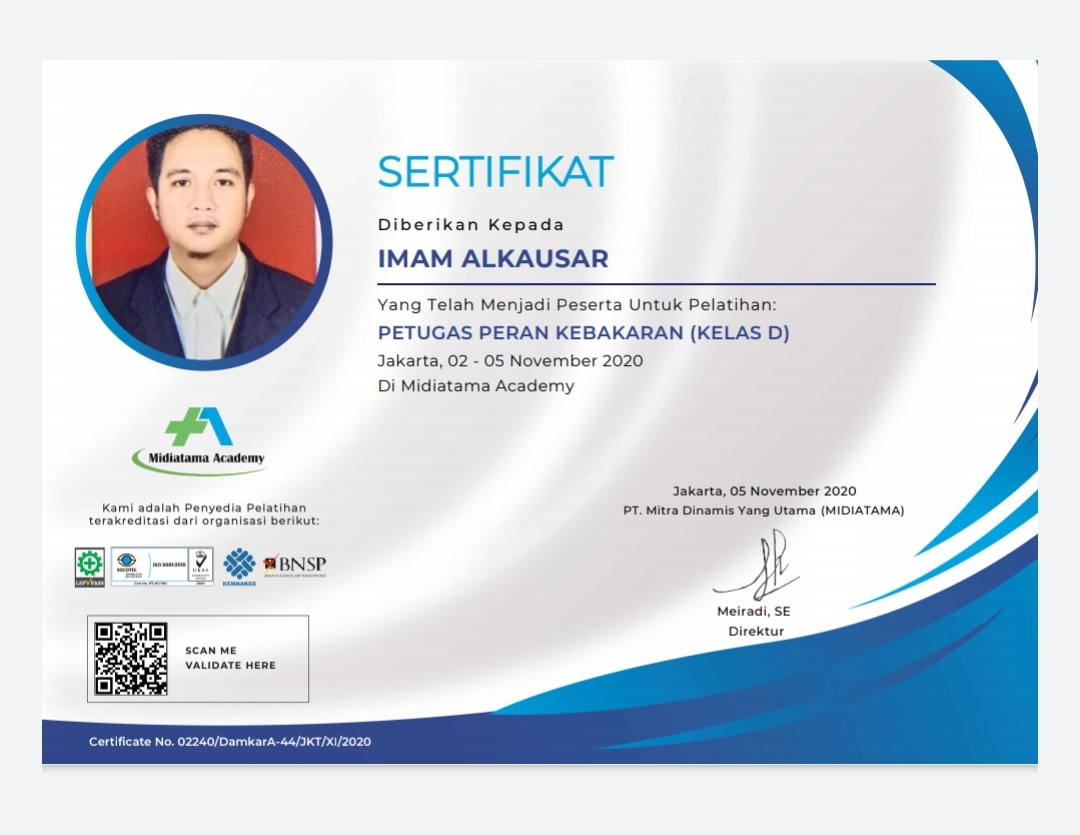 SERTIFIKAT
Diberikan Kepada
IMAM ALKAUSAR
Yang Telah Menjadi Peserta Untuk Pelatihan:
PETUGAS PERAN KEBAKARAN (KELAS D)
Jakarta, 02 - 05 November 2020
Di Midiatama Academy
Midiatama Academy
Kami adalah Penyedia Pelatihan
terakreditasi dari organisasi berikut:
SOCOTEC
ISO 9001:2015
UKAS
KEMNAKER
BNSP
SCAN ME
VALIDATE HERE
Jakarta, 05 November 2020
PT. Mitra Dinamis Yang Utama (MIDIATAMA)
Meiradi, SE
Direktur
Certificate No. 02240/DamkarA-44/JKT/XI/2020